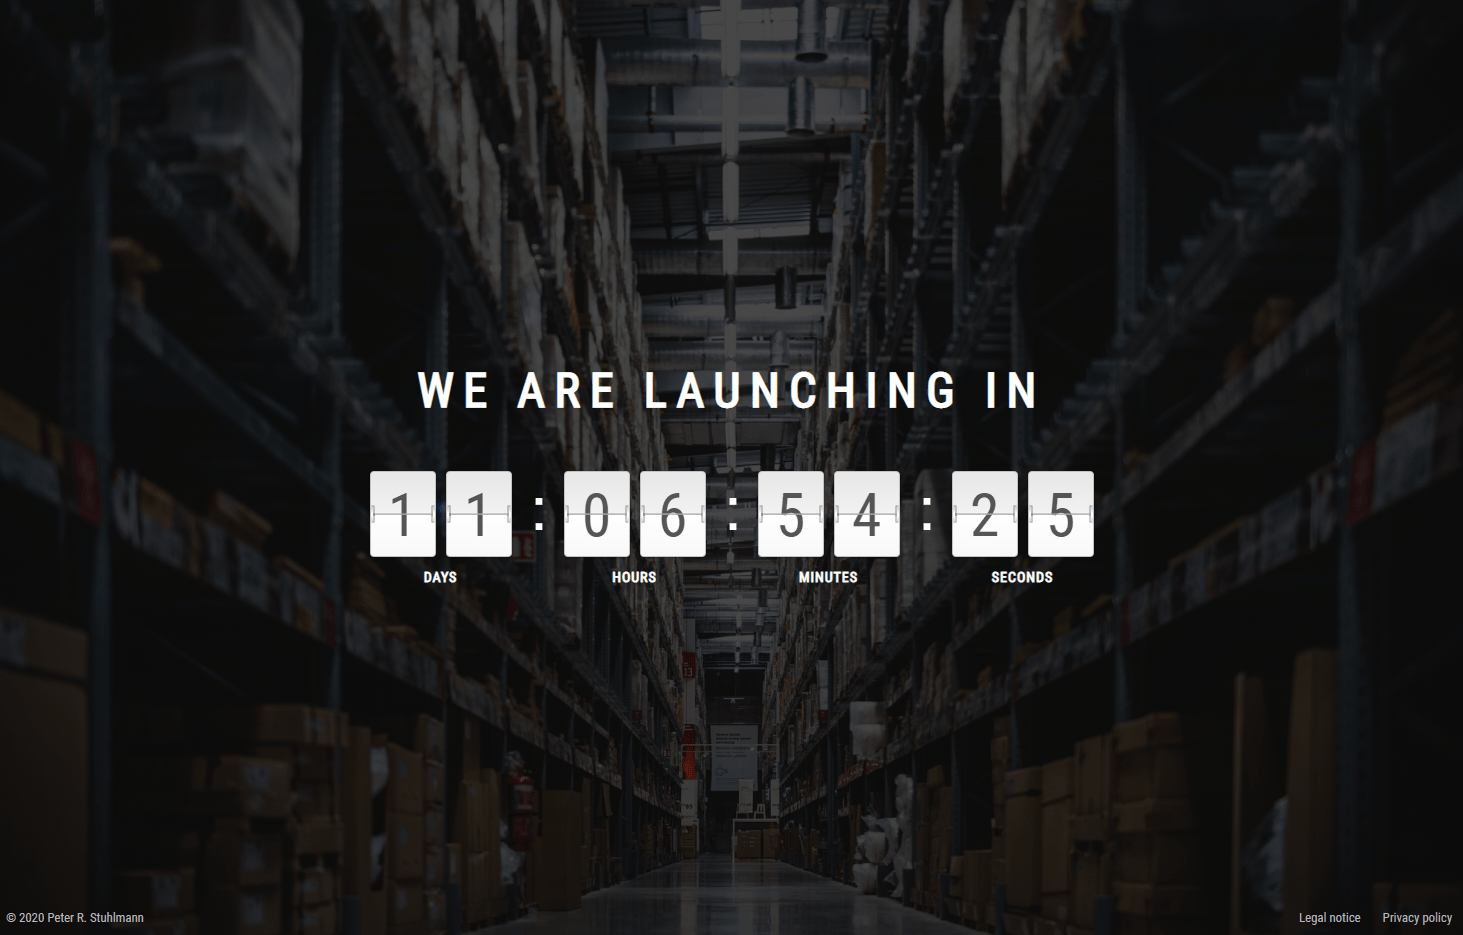 WE ARE LAUNCHING IN
11 : 06 : 54 : 25
DAYS HOURS MINUTES SECONDS
© 2020 Peter R. Stuhlmann Legal notice Privacy policy